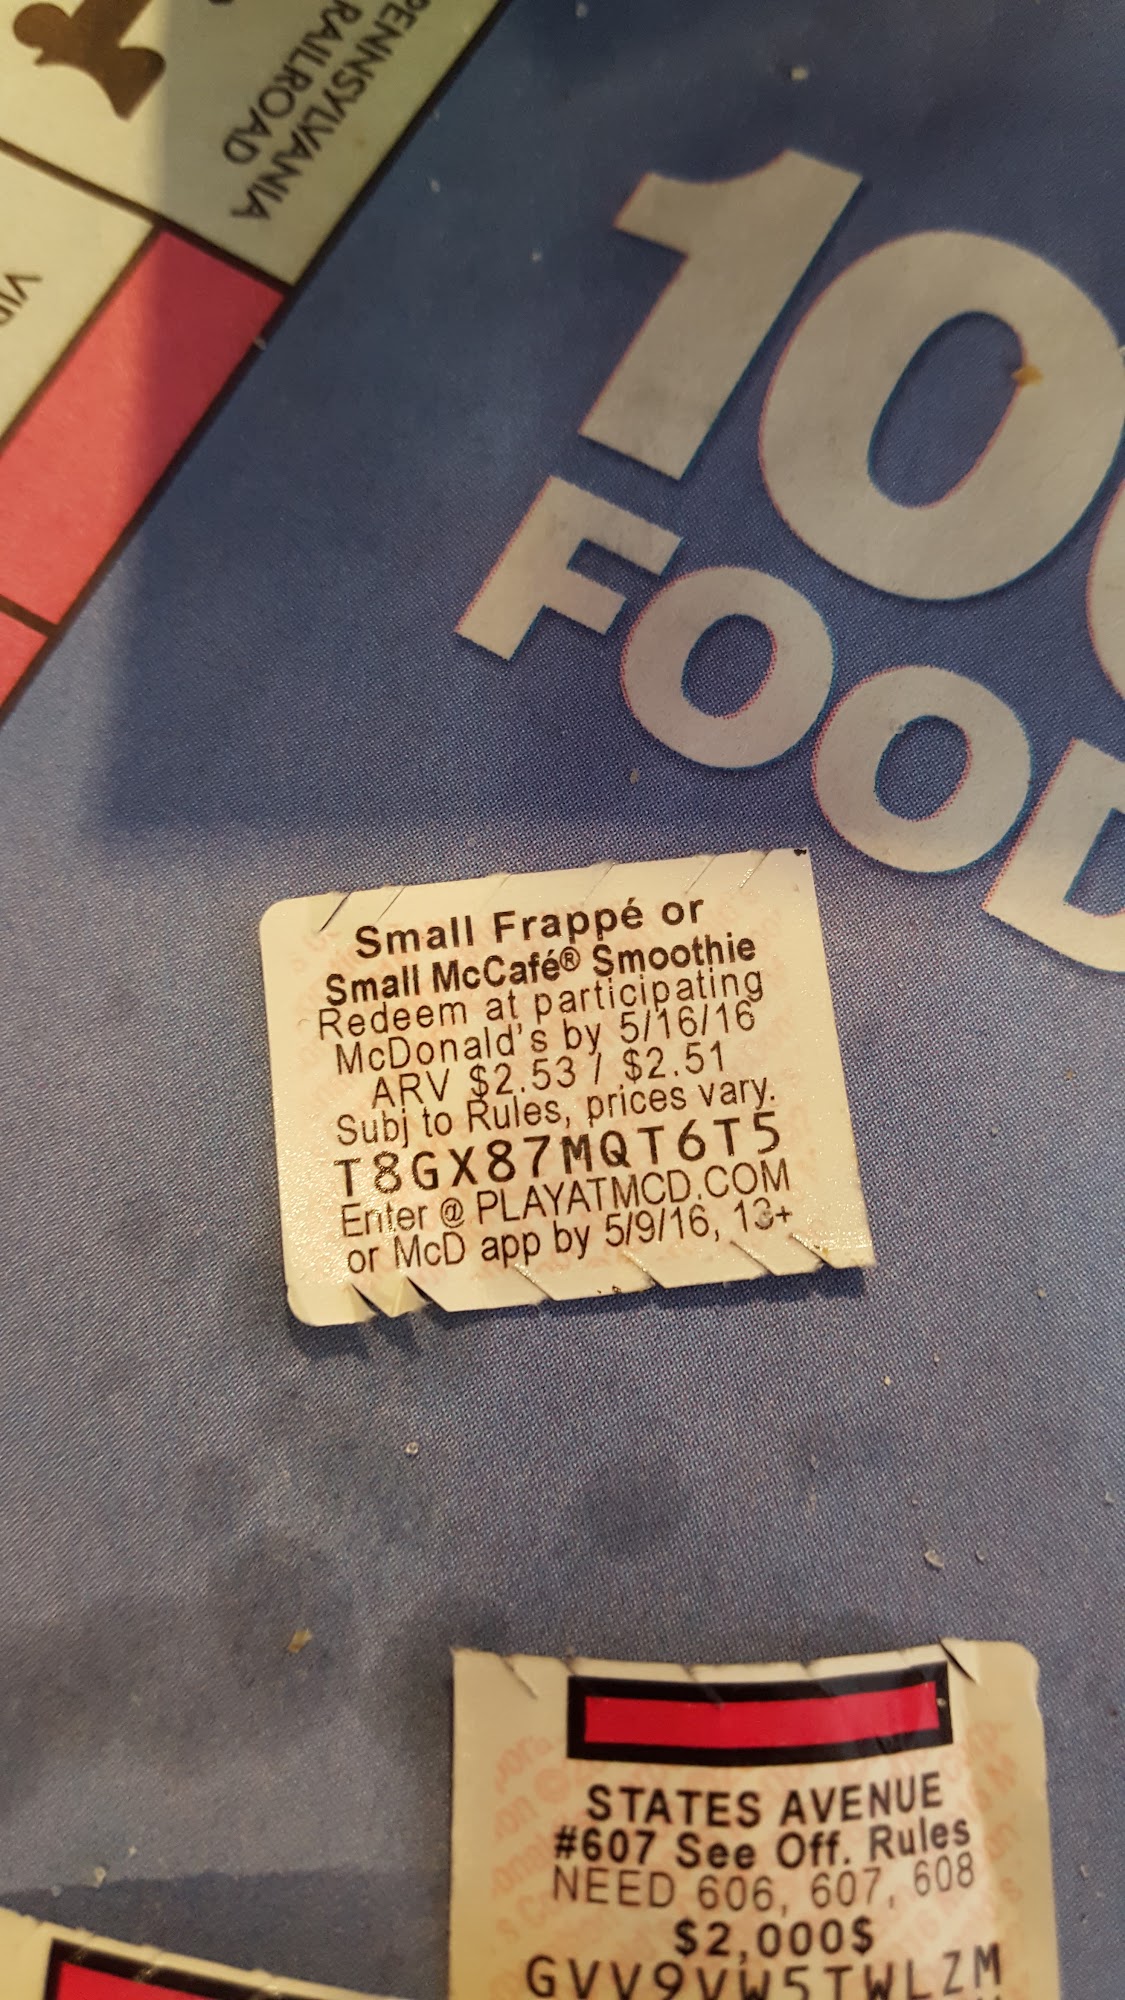 PENNSYLVANIA
RAILROAD
10
FOOD
Small Frappé or
Small McCafé® Smoothie
Redeem at participating
McDonald's by 5/16/16
ARV $2.53 / $2.51
Subj to Rules, prices vary.
T8GX87MQT6T5
Enter @ PLAYATMCD.COM
or McD app by 5/9/16, 13+
STATES AVENUE
#607 See Off. Rules
NEED 606, 607, 608
$2,000$
GVV9VW5TWLZM